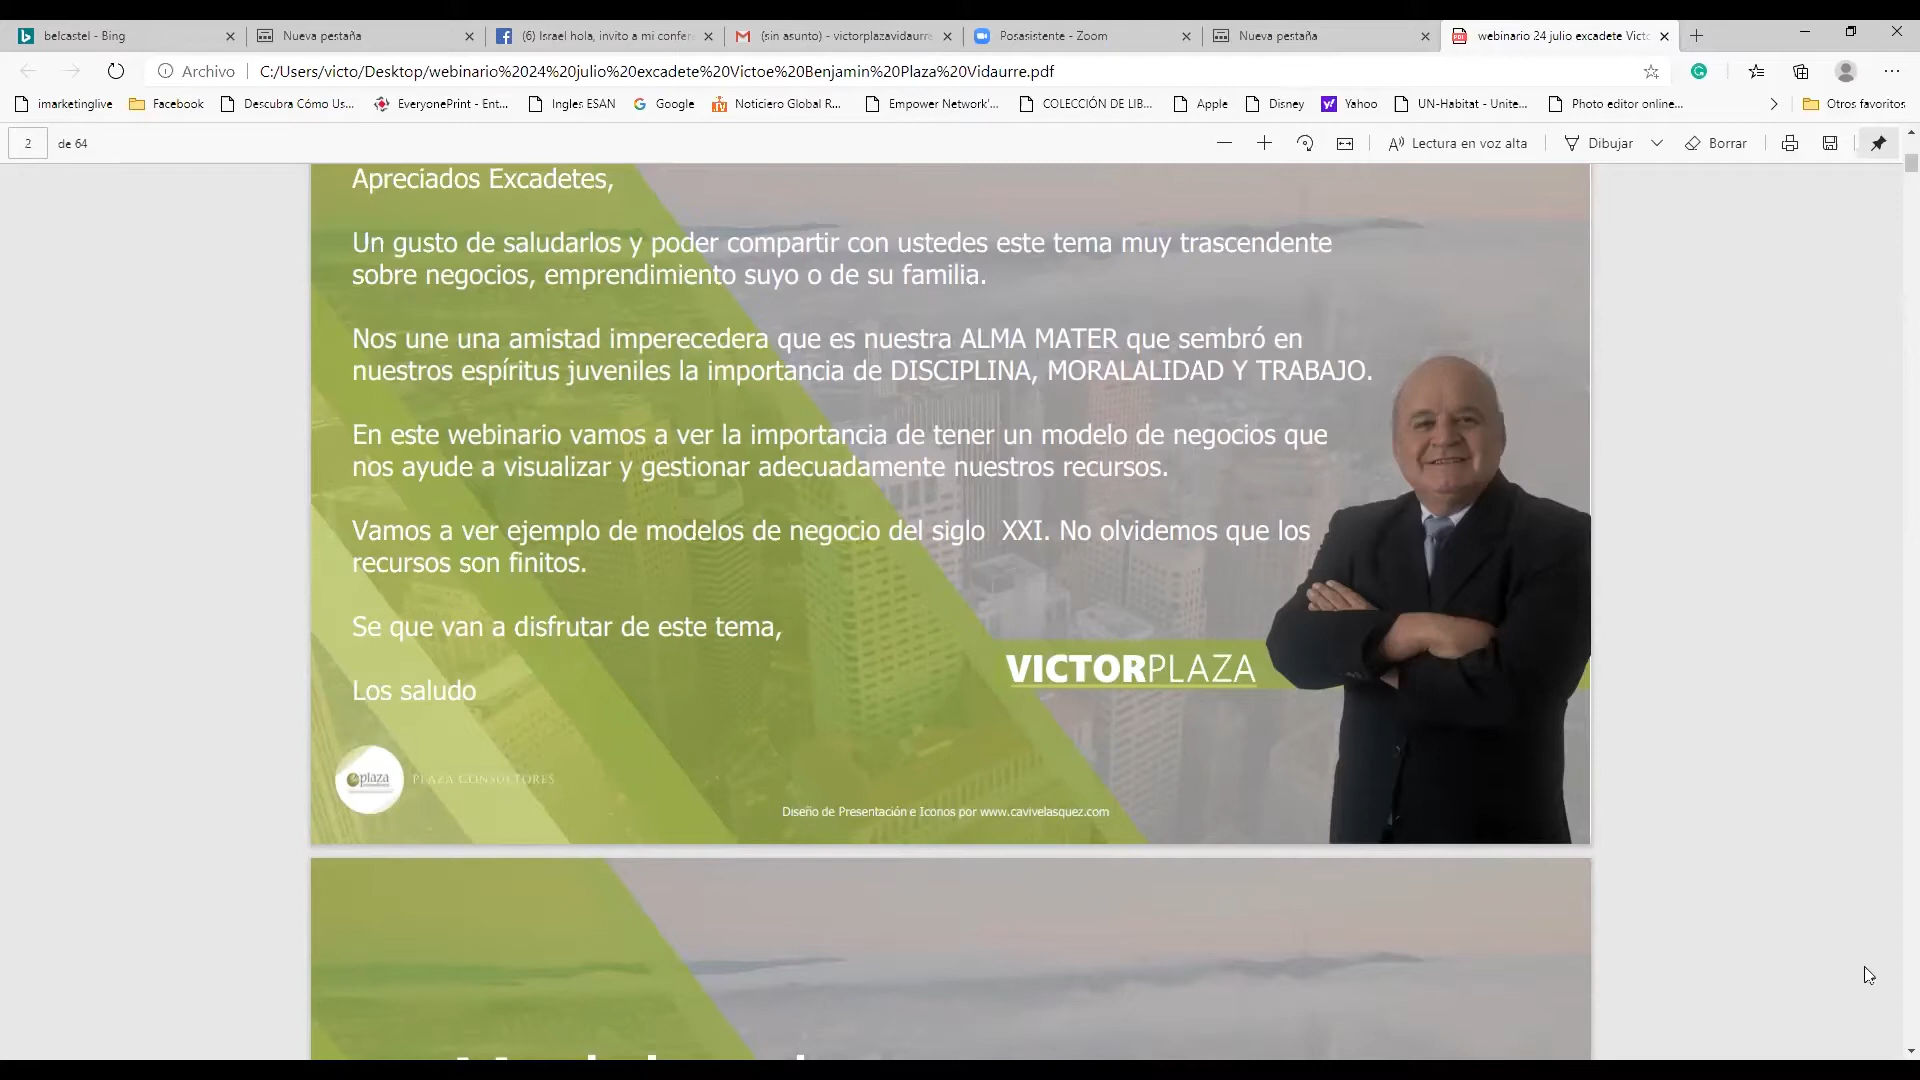 belcastel - Bing
Nueva pestaña
(6) Israel hola, invito a mi confer
(sin asunto) - victorplazavidaurre
Posasistente - Zoom
Nueva pestaña
webinario 24 julio excadete Victo
Archivo
C:/Users/victo/Desktop/webinario%2024%20julio%20excadete%20Victoe%20Benjamin%20Plaza%20Vidaurre.pdf
imarketinglive
Facebook
Descubra Cómo Us...
EveryonePrint - Ent...
Ingles ESAN
Google
Noticiero Global R...
Empower Network'...
COLECCIÓN DE LIB...
Apple
Disney
Yahoo
UN-Habitat - Unite...
Photo editor online...
Otros favoritos
2 de 64
Lectura en voz alta
Dibujar
Borrar
Apreciados Excadetes,
Un gusto de saludarlos y poder compartir con ustedes este tema muy trascendente
sobre negocios, emprendimiento suyo o de su familia.
Nos une una amistad imperecedera que es nuestra ALMA MATER que sembró en
nuestros espíritus juveniles la importancia de DISCIPLINA, MORALALIDAD Y TRABAJO.
En este webinario vamos a ver la importancia de tener un modelo de negocios que
nos ayude a visualizar y gestionar adecuadamente nuestros recursos.
Vamos a ver ejemplo de modelos de negocio del siglo  XXI. No olvidemos que los
recursos son finitos.
Se que van a disfrutar de este tema,
VICTORPLAZA
Los saludo
plaza
PLAZA CONSULTORES
Diseño de Presentación e Iconos por www.cavivelasquez.com